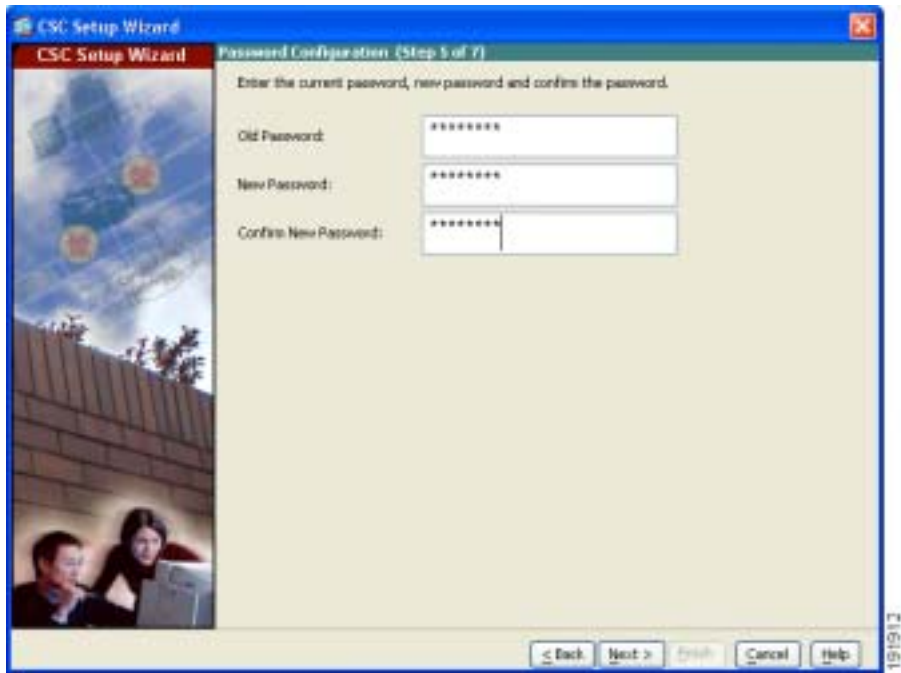 CSC Setup Wizard
CSC Setup Wizard
Password Configuration (Step 5 of 7)
Enter the current password, new password and confirm the password.
Old Password:
********
New Password:
********
Confirm New Password:
********
< Back
Next >
Finish
Cancel
Help
191912